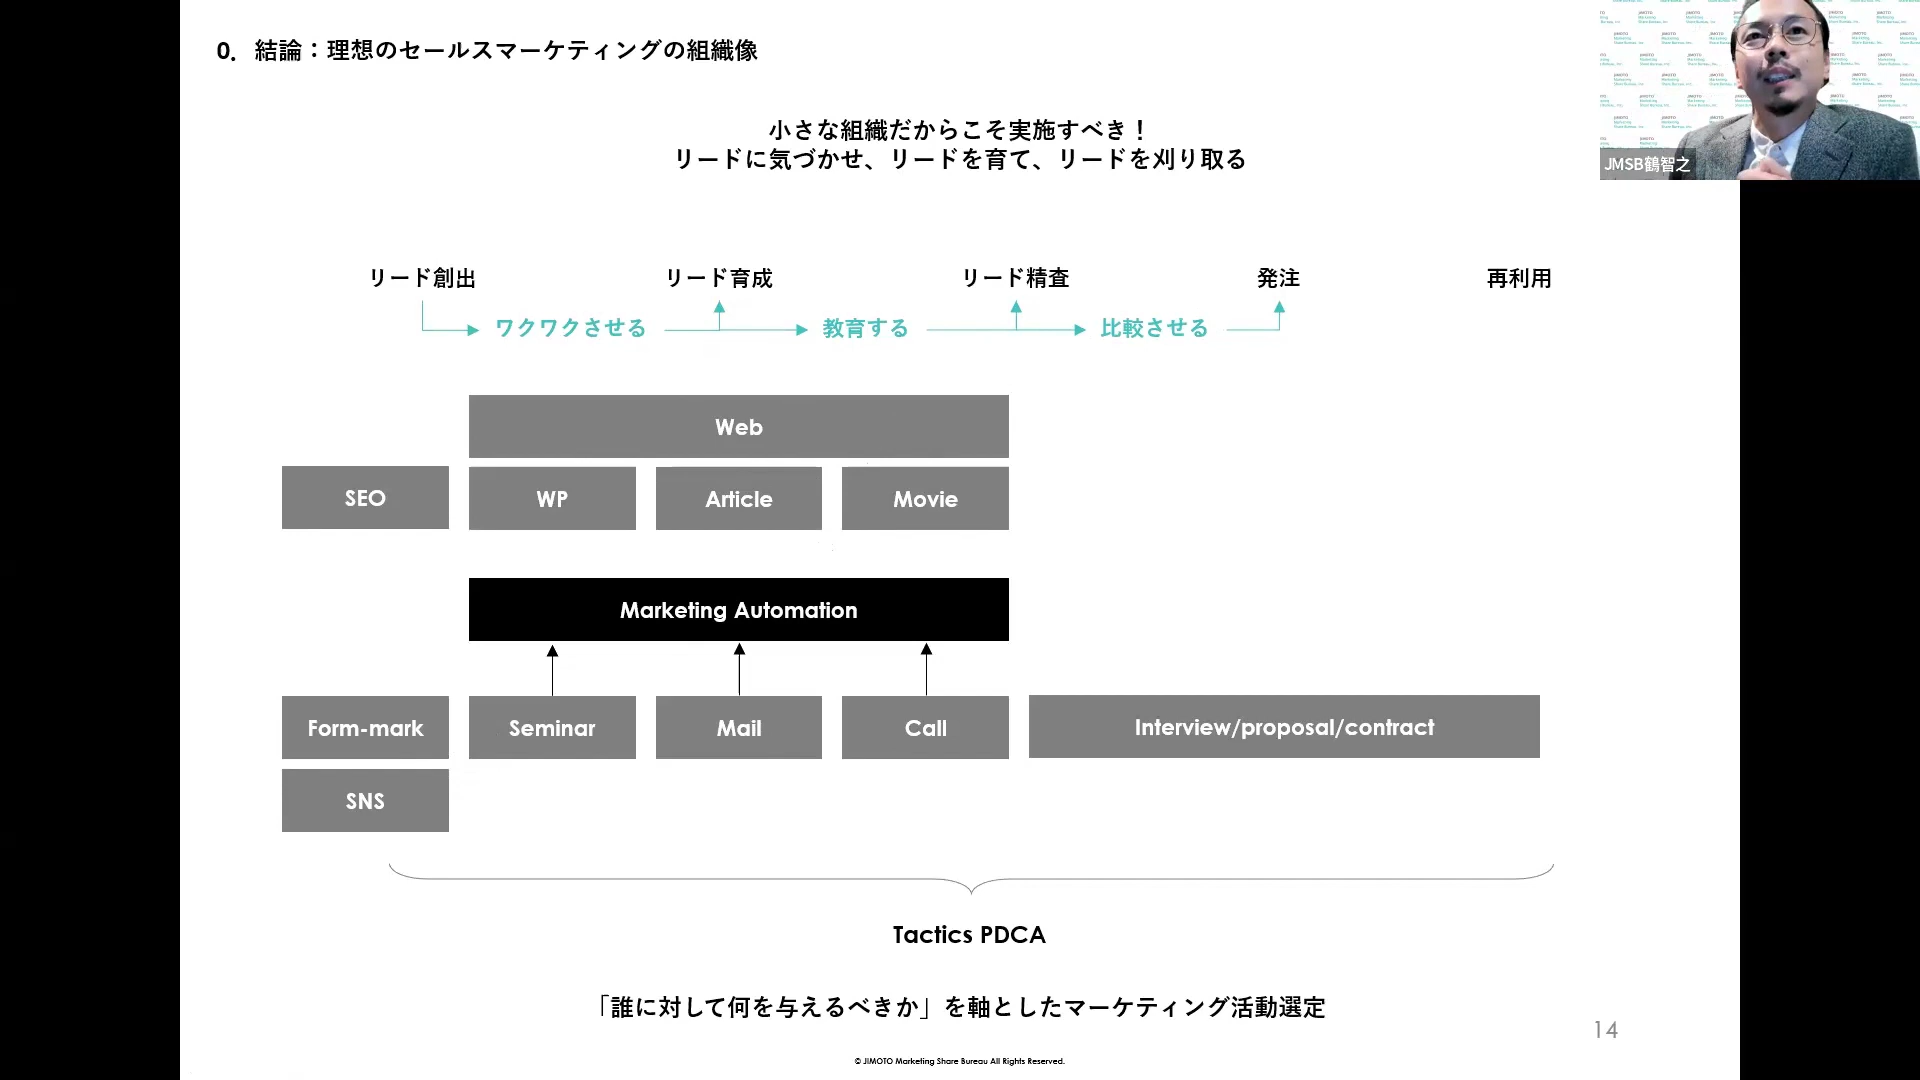 0. 結論：理想のセールスマーケティングの組織像
小さな組織だからこそ実施すべき！
リードに気づかせ、リードを育て、リードを刈り取る
JMSB鶴智之
リード創出 リード育成 リード精査 発注 再利用
ワクワクさせる 教育する 比較させる
Web
SEO WP Article Movie
Marketing Automation
Form-mark Seminar Mail Call Interview/proposal/contract
SNS
Tactics PDCA
「誰に対して何を与えるべきか」を軸としたマーケティング活動選定
14
© JIMOTO Marketing Share Bureau All Rights Reserved.